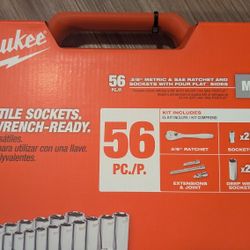 ukee
56
PC./P.
3/8" METRIC & SAE RATCHET AND
SOCKETS WITH FOUR FLAT™ SIDES
M
TILE SOCKETS.
WRENCH-READY.
sátiles.
para utilizar con una llave.
olyvalentes.
56
PC./P.
KIT INCLUDES
3/8" RATCHET
x2
SOCKETS
EXTENSIONS
& JOINT
x2
DEEP WE
SOCKETS